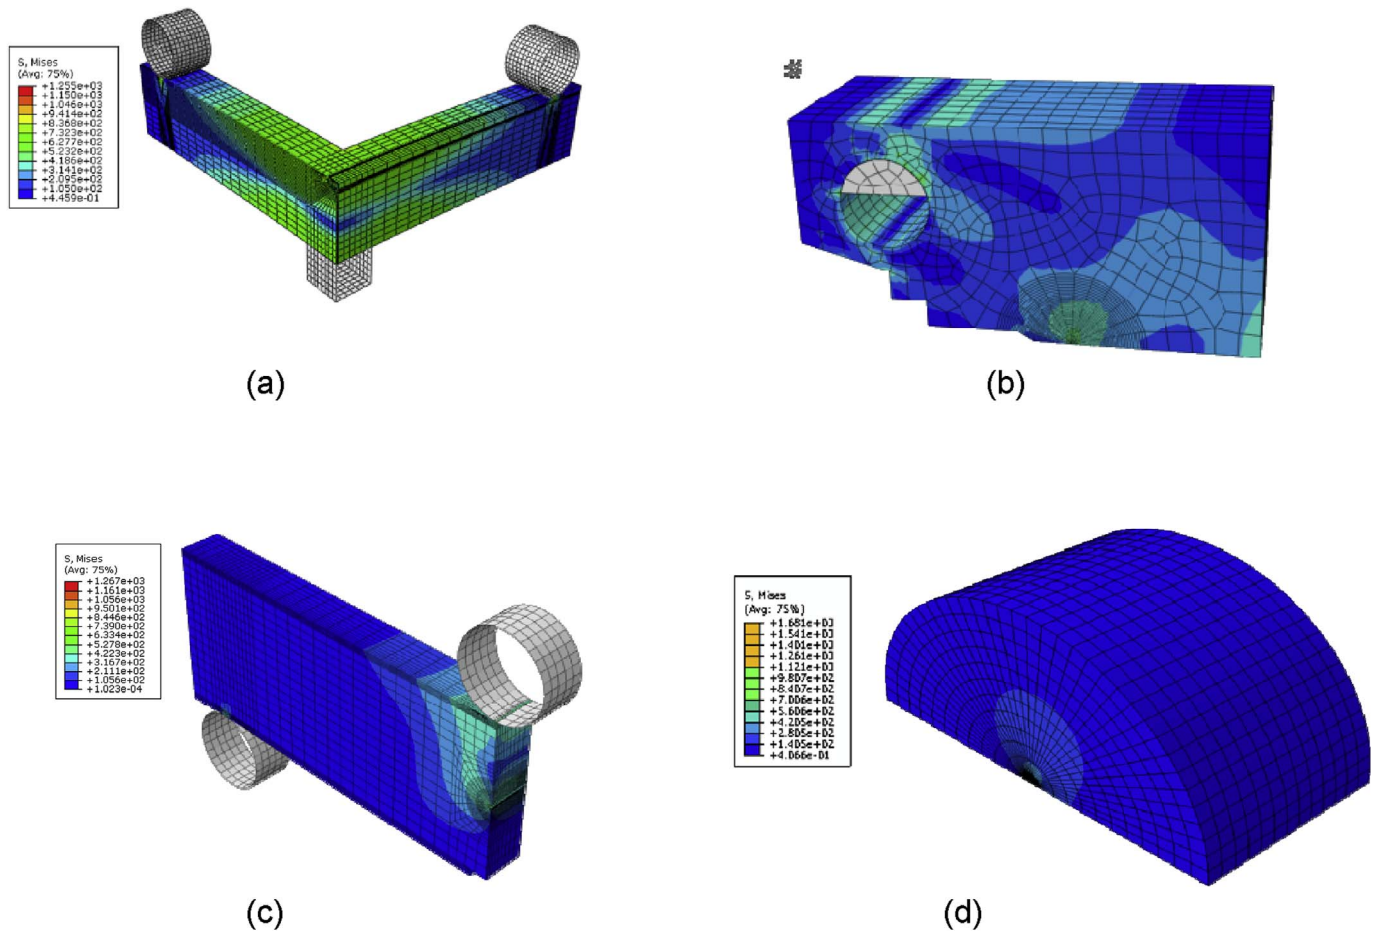 S, Mises
(Avg: 75%)
+1.255e+03
+1.150e+03
+1.046e+03
+9.414e+02
+8.368e+02
+7.323e+02
+6.277e+02
+5.232e+02
+4.186e+02
+3.141e+02
+2.095e+02
+1.050e+02
+4.459e-01
(a)
(b)
S, Mises
(Avg: 75%)
+1.267e+03
+1.161e+03
+1.056e+03
+9.501e+02
+8.446e+02
+7.390e+02
+6.334e+02
+5.278e+02
+4.223e+02
+3.167e+02
+2.111e+02
+1.056e+02
+1.023e-04
(c)
S, Mises
(Avg: 75%)
+1.681e+03
+1.541e+03
+1.401e+03
+1.261e+03
+1.121e+03
+9.807e+02
+8.407e+02
+7.006e+02
+5.606e+02
+4.205e+02
+2.805e+02
+1.405e+02
+4.066e-01
(d)